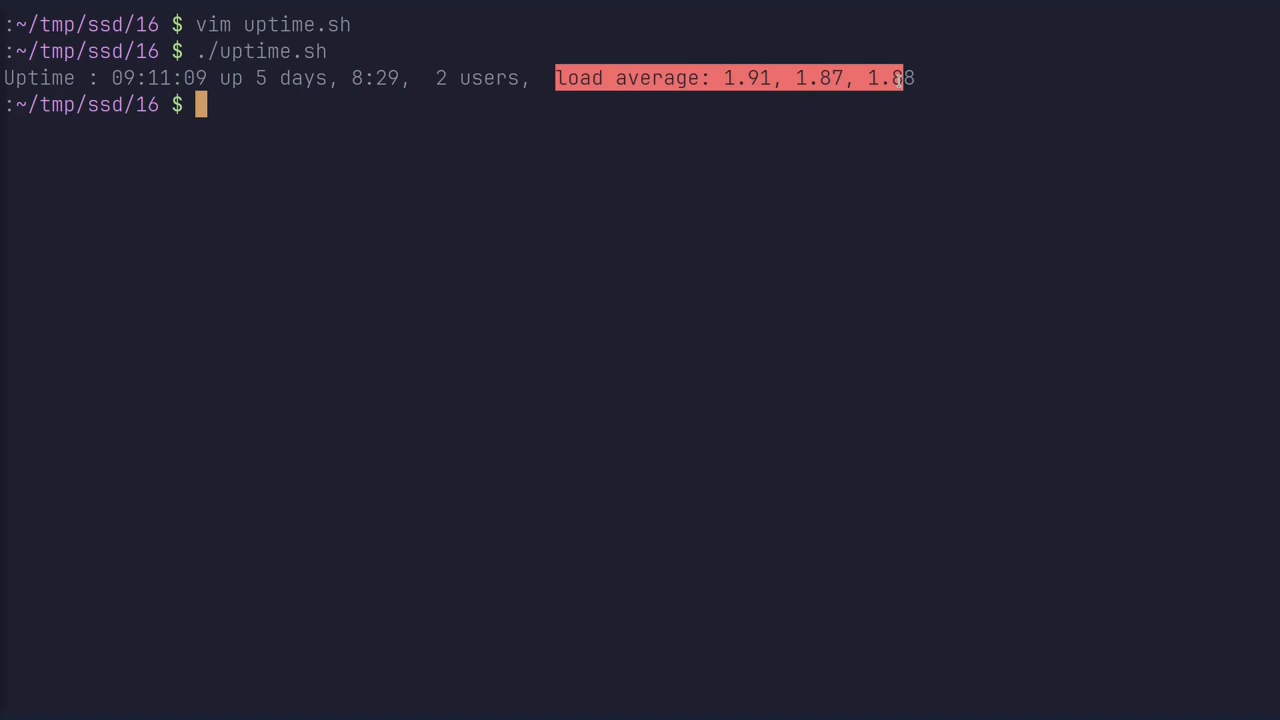 :~/tmp/ssd/16 $ vim uptime.sh
:~/tmp/ssd/16 $ ./uptime.sh
Uptime : 09:11:09 up 5 days, 8:29,  2 users,  load average: 1.91, 1.87, 1.88
:~/tmp/ssd/16 $